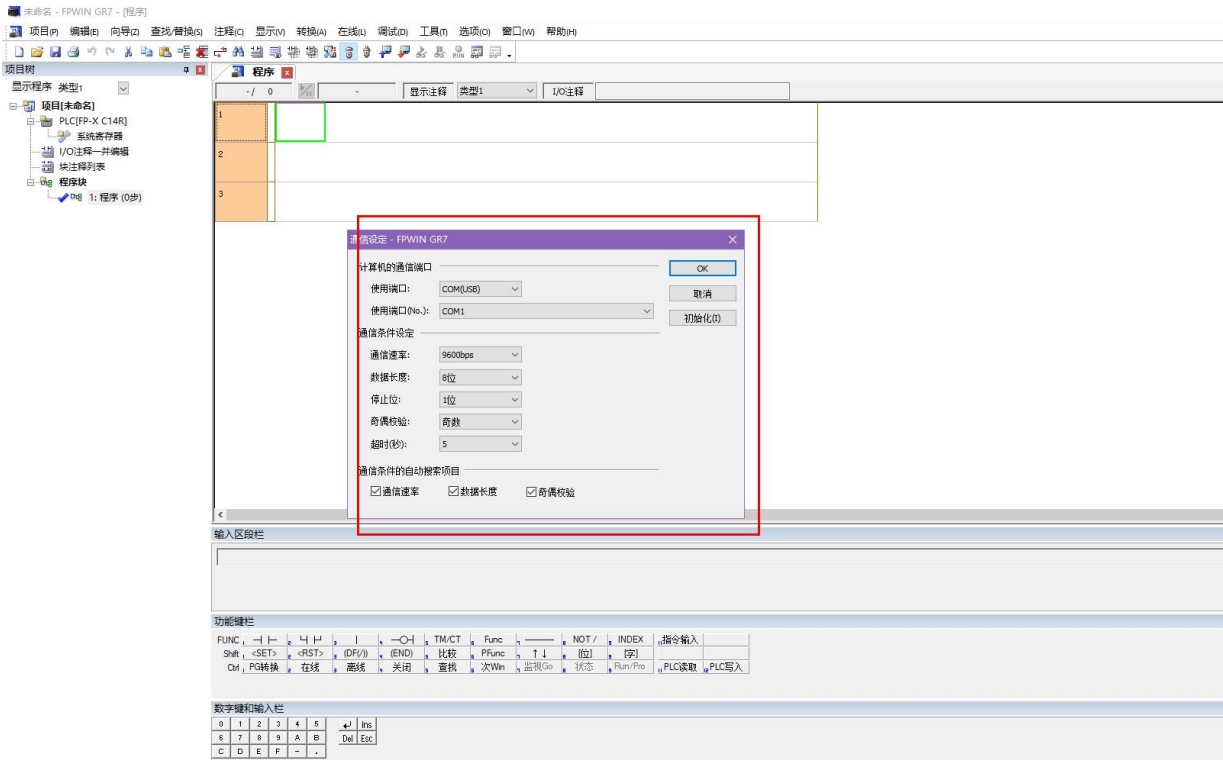 未命名 - FPWIN GR7 - [程序]
项目(P) 编辑(E) 向导(Z) 查找/替换(S) 注释(C) 显示(V) 转换(A) 在线(L) 调试(D) 工具(T) 选项(O) 窗口(W) 帮助(H)
项目树
程序
显示程序 类型1
- / 0 - 显示注释 类型1 I/O注释
项目[未命名]
PLC[FP-X C14R]
系统寄存器
I/O注释一并编辑
块注释列表
程序块
1: 程序 (0步)
1
2
3
通信设定 - FPWIN GR7
计算机的通信端口
OK
使用端口: COM(USB)
取消
使用端口(No.): COM1
初始化(I)
通信条件设定
通信速率: 9600bps
数据长度: 8位
停止位: 1位
奇偶校验: 奇数
超时(秒): 5
通信条件的自动搜索项目
通信速率 数据长度 奇偶校验
输入区段栏
功能键栏
FUNC TM/CT Func NOT / INDEX 指令输入
Shift <SET> <RST> (DF(/)) (END) 比较 PFunc ↑↓ [位] [字]
Ctrl PG转换 在线 离线 关闭 查找 次Win 监视Go 状态 Run/Pro PLC读取 PLC写入
数字键和输入栏
0 1 2 3 4 5 ↵ Ins
6 7 8 9 A B Del Esc
C D E F - .